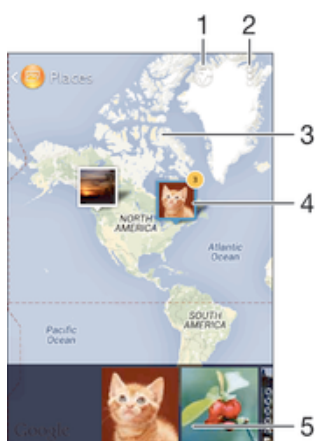 1 2
Places
3
4
NORTH
AMERICA
Atlantic
Ocean
SOUTH
AMERICA
Pacific
Ocean
5
Google